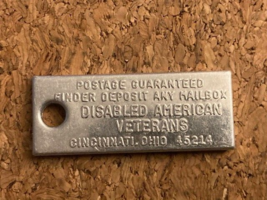 POSTAGE GUARANTEED
FINDER DEPOSIT ANY MAILBOX
DISABLED AMERICAN
VETERANS
CINCINNATI, OHIO 45214